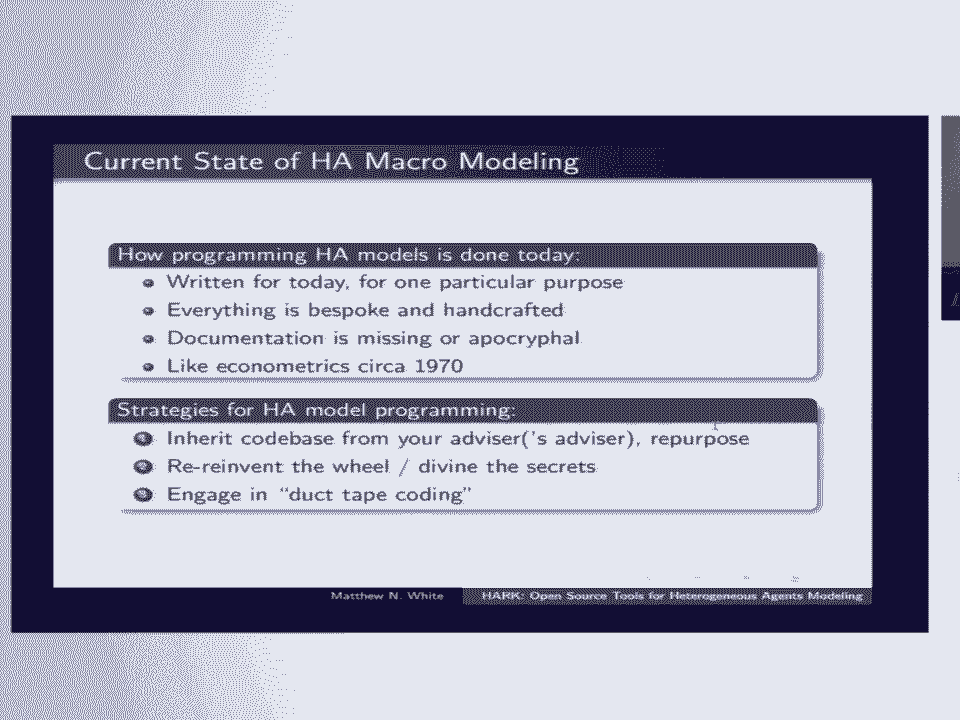 Current State of HA Macro Modeling
How programming HA models is done today:
Written for today, for one particular purpose
Everything is bespoke and handcrafted
Documentation is missing or apocryphal
Like econometrics circa 1970
Strategies for HA model programming:
1 Inherit codebase from your adviser('s adviser), repurpose
2 Re-reinvent the wheel / divine the secrets
3 Engage in “duct tape coding”
Matthew N. White
HARK: Open Source Tools for Heterogeneous Agents Modeling